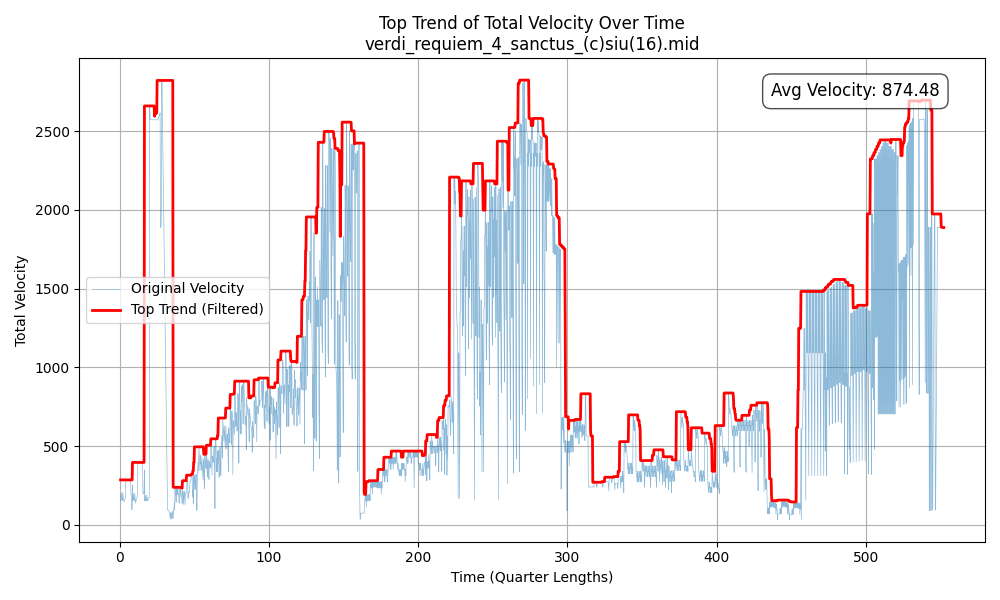 Top Trend of Total Velocity Over Time
verdi_requiem_4_sanctus_(c)siu(16).mid
Avg Velocity: 874.48
Total Velocity
2500
2000
1500
1000
500
0
Original Velocity
Top Trend (Filtered)
0 100 200 300 400 500
Time (Quarter Lengths)